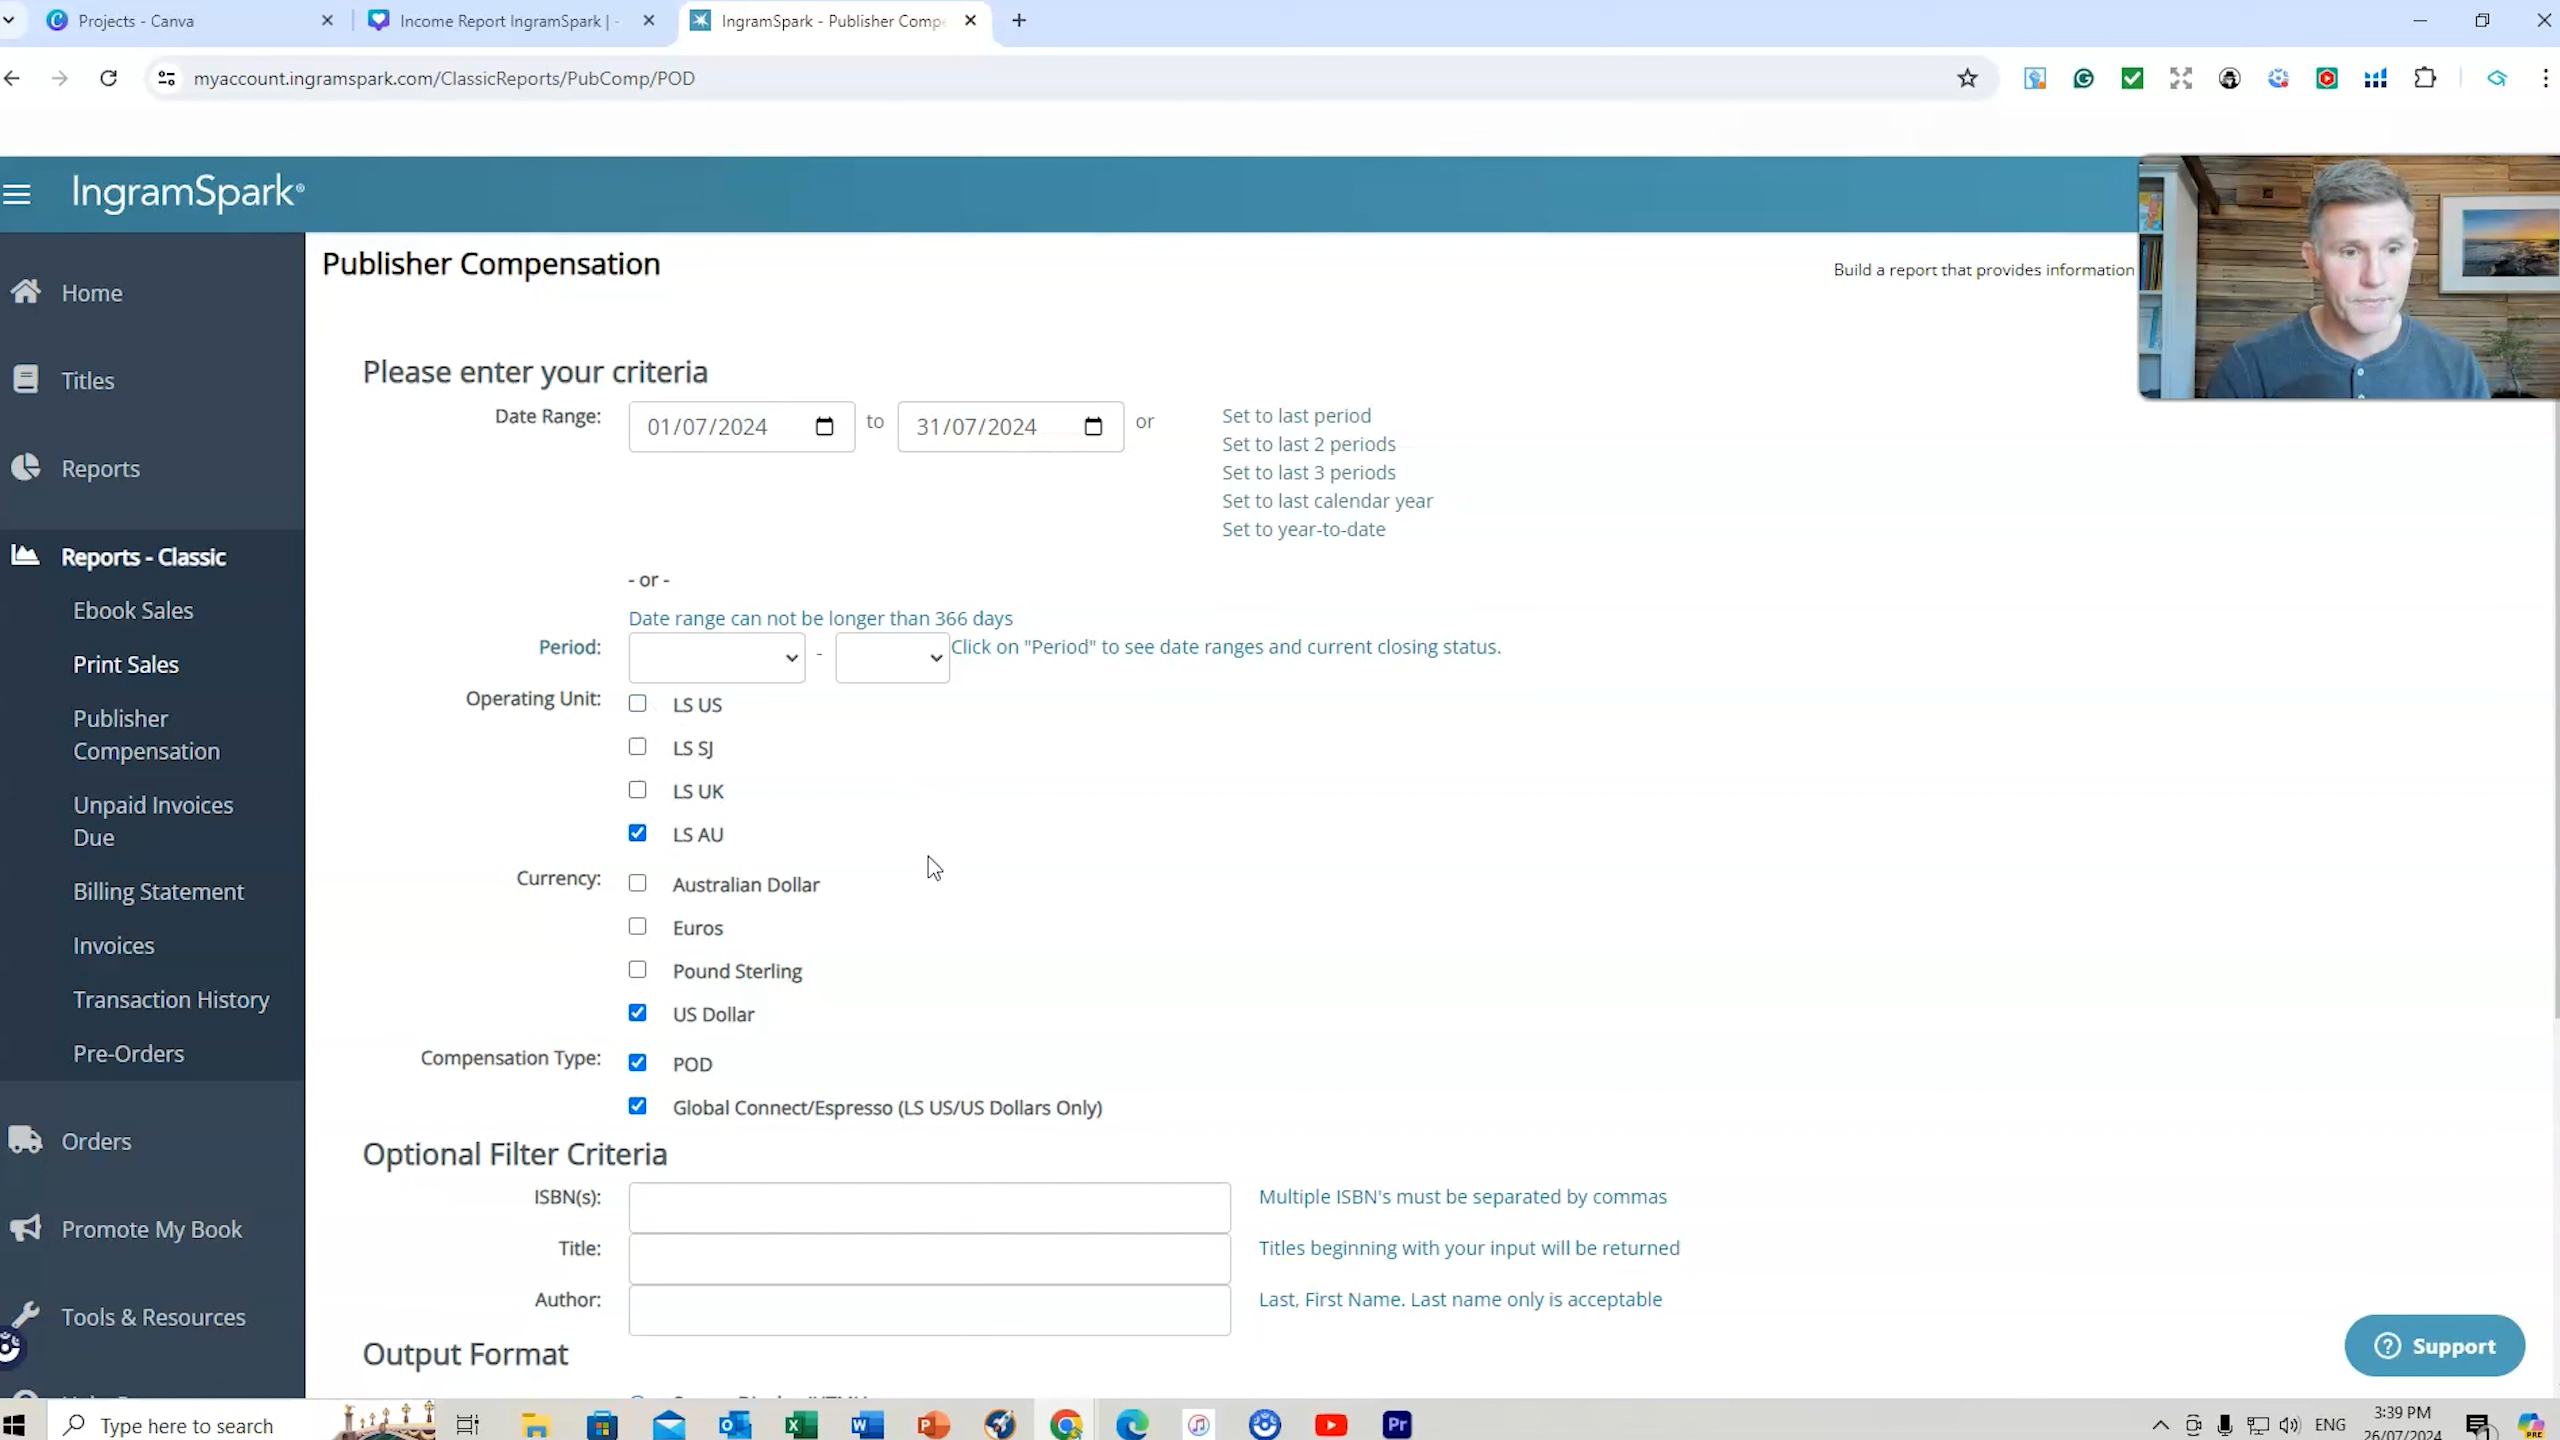 Projects - Canva
Income Report IngramSpark | -
IngramSpark - Publisher Compe
myaccount.ingramspark.com/ClassicReports/PubComp/POD
IngramSpark®
Home
Titles
Reports
Reports - Classic
Ebook Sales
Print Sales
Publisher
Compensation
Unpaid Invoices
Due
Billing Statement
Invoices
Transaction History
Pre-Orders
Orders
Promote My Book
Tools & Resources
Publisher Compensation
Build a report that provides information
Please enter your criteria
Date Range: 01/07/2024 to 31/07/2024 or
Set to last period
Set to last 2 periods
Set to last 3 periods
Set to last calendar year
Set to year-to-date
- or -
Date range can not be longer than 366 days
Period: - Click on "Period" to see date ranges and current closing status.
Operating Unit: LS US
LS SJ
LS UK
LS AU
Currency: Australian Dollar
Euros
Pound Sterling
US Dollar
Compensation Type: POD
Global Connect/Espresso (LS US/US Dollars Only)
Optional Filter Criteria
ISBN(s): Multiple ISBN's must be separated by commas
Title: Titles beginning with your input will be returned
Author: Last, First Name. Last name only is acceptable
Output Format
Support
Type here to search
ENG
3:39 PM
26/07/2024